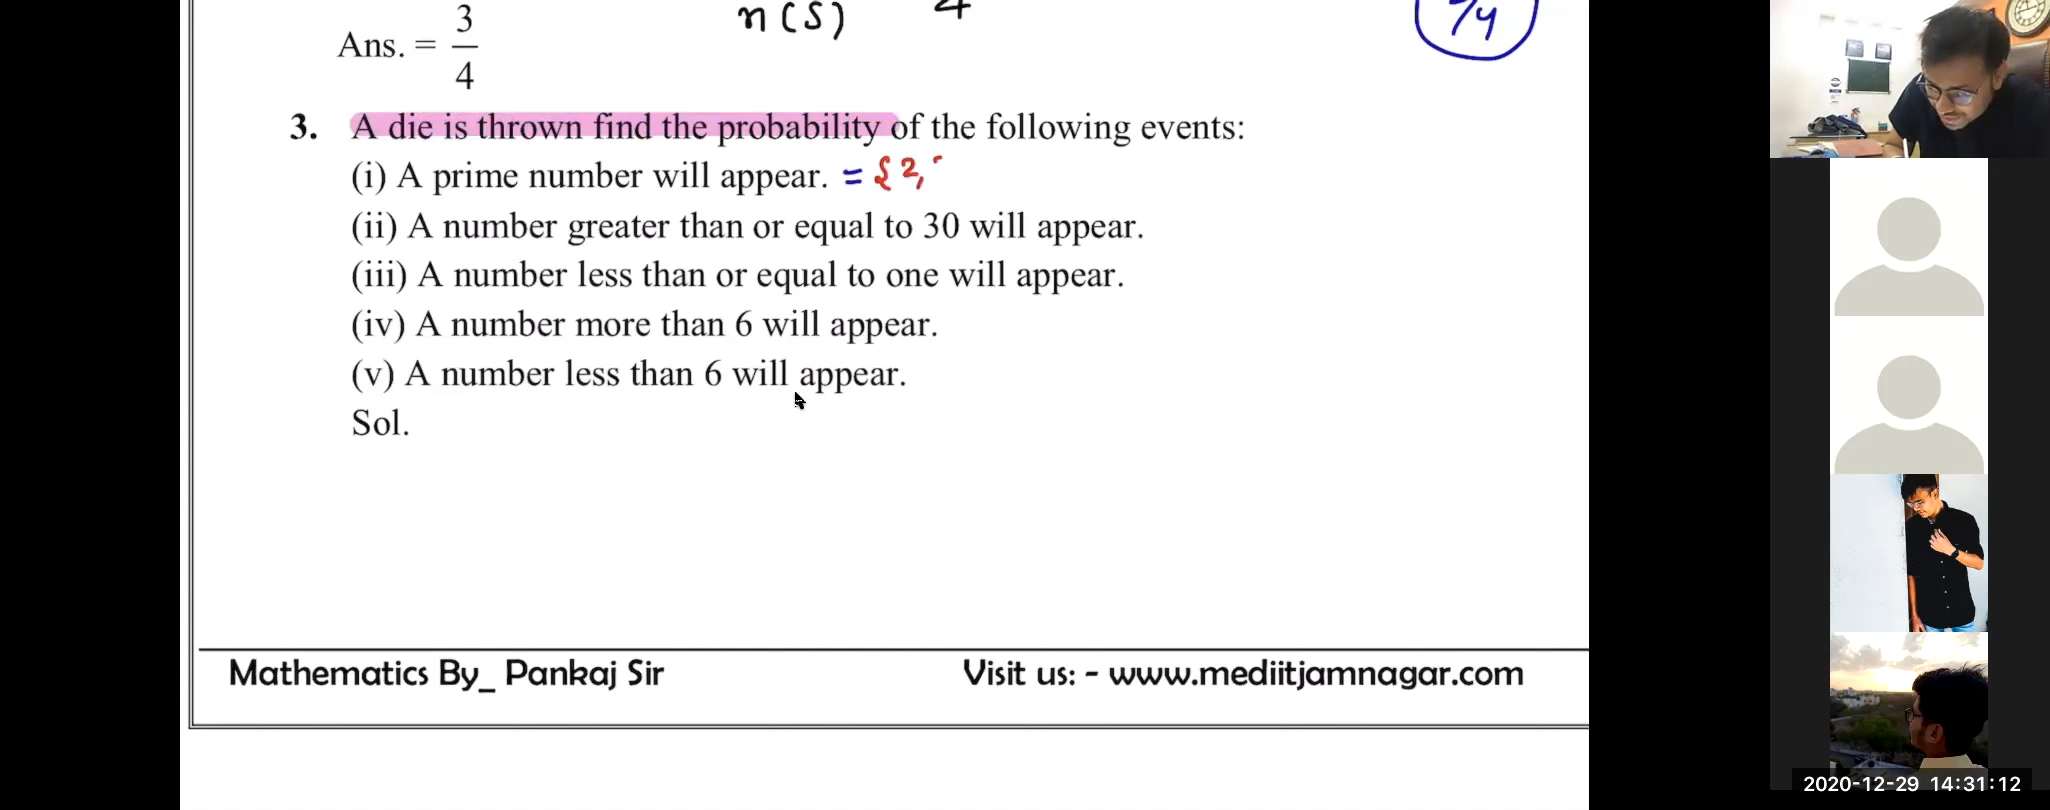 n(S) 4
/4
Ans. = 3/4
3. A die is thrown find the probability of the following events:
(i) A prime number will appear. = {2,
(ii) A number greater than or equal to 30 will appear.
(iii) A number less than or equal to one will appear.
(iv) A number more than 6 will appear.
(v) A number less than 6 will appear.
Sol.
Mathematics By_ Pankaj Sir
Visit us: - www.mediitjamnagar.com
2020-12-29 14:31:12